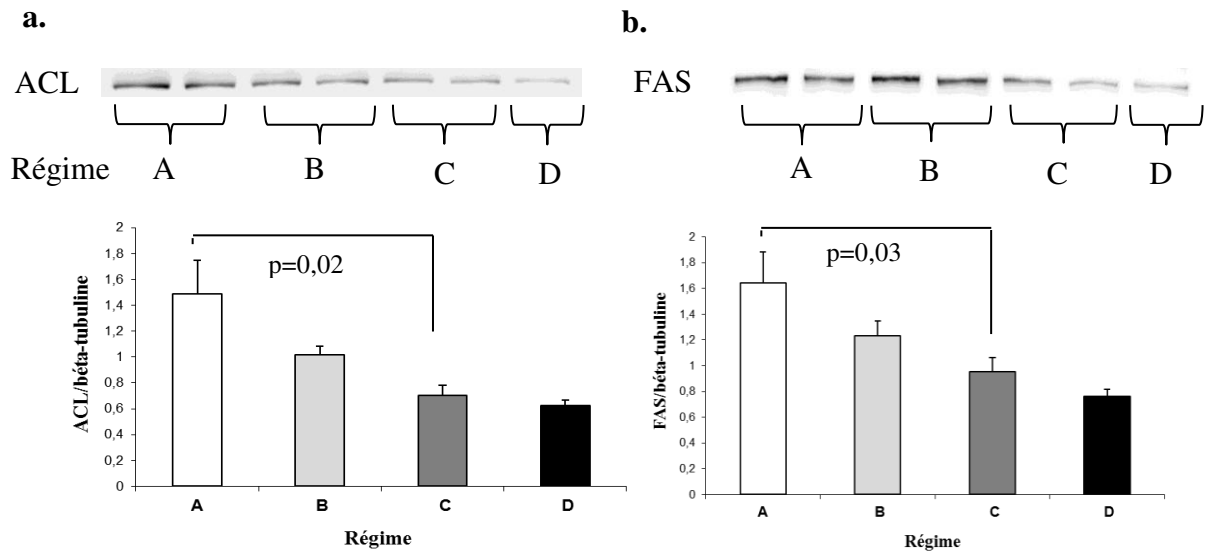 a.
ACL
Régime A B C D
2
1,8
1,6
1,4
1,2
1
0,8
0,6
0,4
0,2
0
ACL/béta-tubuline
p=0,02
A B C D
Régime
b.
FAS
A B C D
2
1,8
1,6
1,4
1,2
1
0,8
0,6
0,4
0,2
0
FAS/béta-tubuline
p=0,03
A B C D
Régime